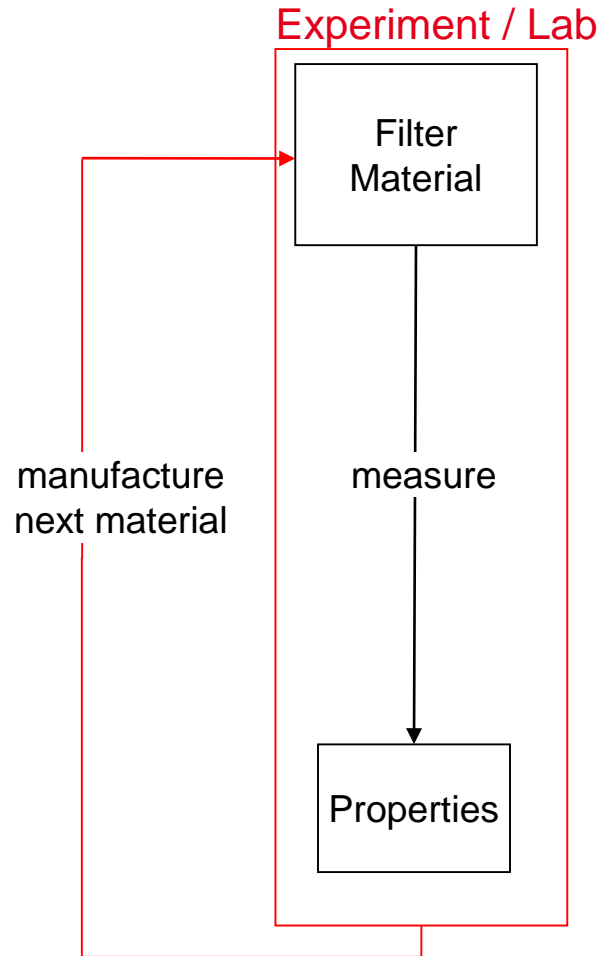 Experiment / Lab
Filter
Material
manufacture
next material
measure
Properties